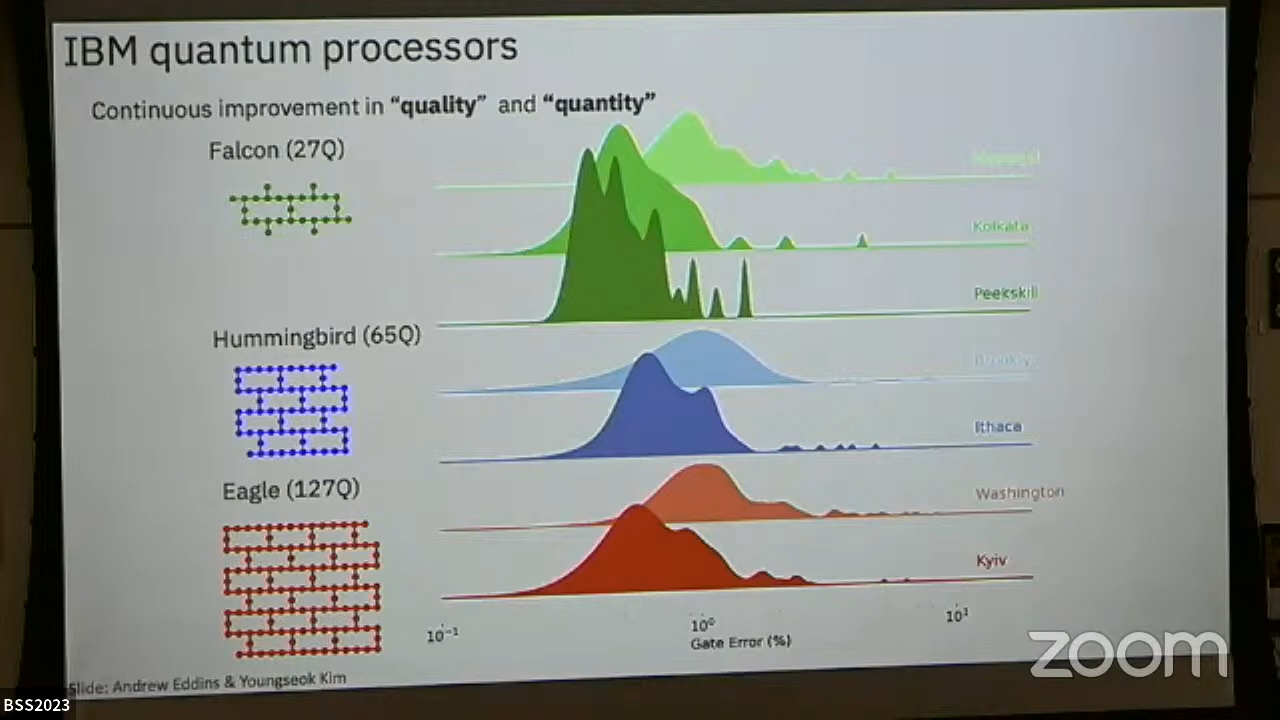 IBM quantum processors
Continuous improvement in “quality” and “quantity”
Falcon (27Q)
Kolkata
Peekskill
Hummingbird (65Q)
Ithaca
Eagle (127Q)
Washington
Kyiv
10⁻¹
10⁰
10¹
Gate Error (%)
zoom
Slide: Andrew Eddins & Youngseok Kim
BSS2023